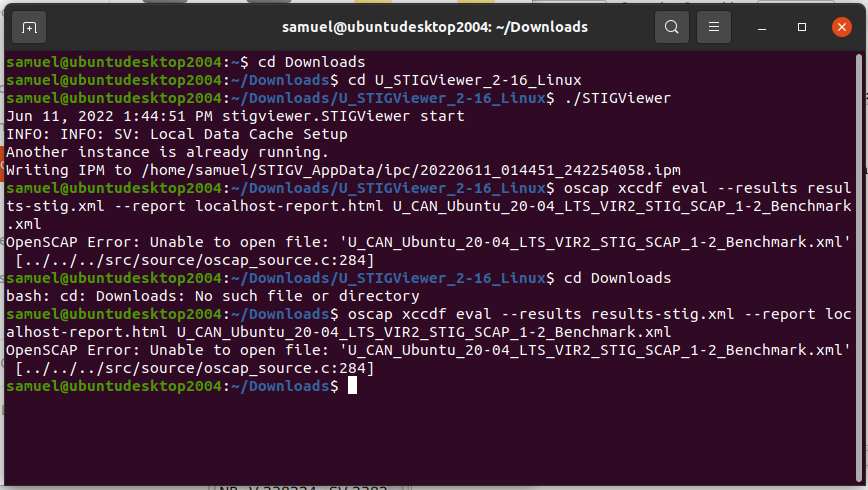 samuel@ubuntudesktop2004: ~/Downloads
samuel@ubuntudesktop2004:~$ cd Downloads
samuel@ubuntudesktop2004:~/Downloads$ cd U_STIGViewer_2-16_Linux
samuel@ubuntudesktop2004:~/Downloads/U_STIGViewer_2-16_Linux$ ./STIGViewer
Jun 11, 2022 1:44:51 PM stigviewer.STIGViewer start
INFO: INFO: SV: Local Data Cache Setup
Another instance is already running.
Writing IPM to /home/samuel/STIGV_AppData/ipc/20220611_014451_242254058.ipm
samuel@ubuntudesktop2004:~/Downloads/U_STIGViewer_2-16_Linux$ oscap xccdf eval --results resul
ts-stig.xml --report localhost-report.html U_CAN_Ubuntu_20-04_LTS_VIR2_STIG_SCAP_1-2_Benchmark
.xml
OpenSCAP Error: Unable to open file: 'U_CAN_Ubuntu_20-04_LTS_VIR2_STIG_SCAP_1-2_Benchmark.xml'
 [../../../src/source/oscap_source.c:284]
samuel@ubuntudesktop2004:~/Downloads/U_STIGViewer_2-16_Linux$ cd Downloads
bash: cd: Downloads: No such file or directory
samuel@ubuntudesktop2004:~/Downloads$ oscap xccdf eval --results results-stig.xml --report loc
alhost-report.html U_CAN_Ubuntu_20-04_LTS_VIR2_STIG_SCAP_1-2_Benchmark.xml
OpenSCAP Error: Unable to open file: 'U_CAN_Ubuntu_20-04_LTS_VIR2_STIG_SCAP_1-2_Benchmark.xml'
 [../../../src/source/oscap_source.c:284]
samuel@ubuntudesktop2004:~/Downloads$